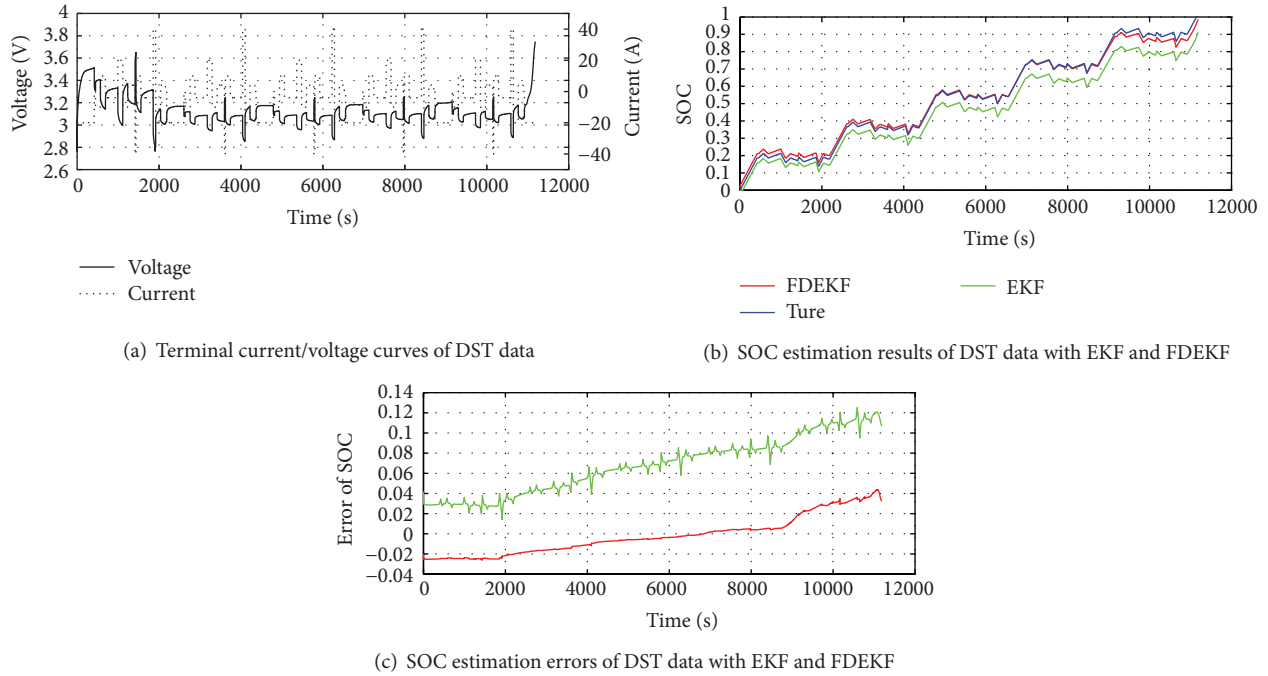 4
3.8
3.6
3.4
3.2
3
2.8
2.6
Voltage (V)
40
20
0
−20
−40
Current (A)
0 2000 4000 6000 8000 10000 12000
Time (s)
Voltage
Current
(a) Terminal current/voltage curves of DST data
1
0.9
0.8
0.7
0.6
0.5
0.4
0.3
0.2
0.1
0
SOC
0 2000 4000 6000 8000 10000 12000
Time (s)
FDEKF
Ture
EKF
(b) SOC estimation results of DST data with EKF and FDEKF
0.14
0.12
0.1
0.08
0.06
0.04
0.02
0
−0.02
−0.04
Error of SOC
0 2000 4000 6000 8000 10000 12000
Time (s)
(c) SOC estimation errors of DST data with EKF and FDEKF